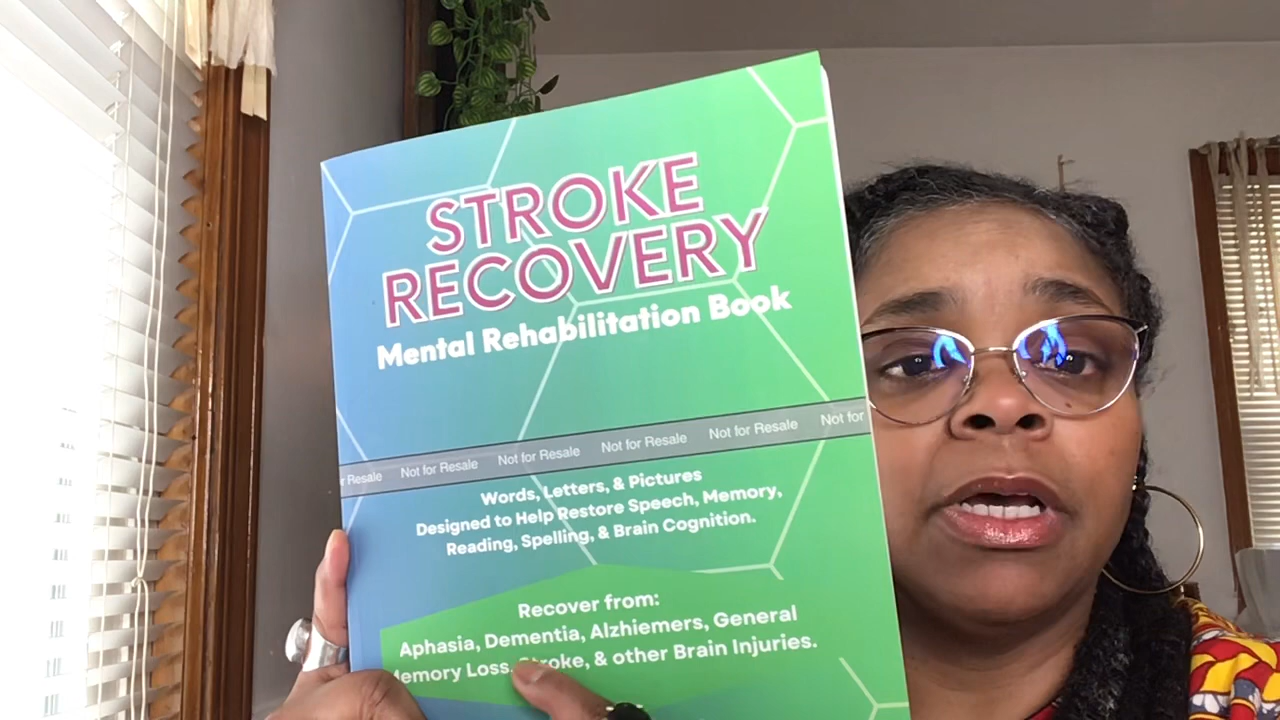 STROKE
RECOVERY
Mental Rehabilitation Book
Resale Not for Resale Not for Resale Not for Resale Not for Resale Not for
Words, Letters, & Pictures
Designed to Help Restore Speech, Memory,
Reading, Spelling, & Brain Cognition.
Recover from:
Aphasia, Dementia, Alzhiemers, General
Memory Loss, Stroke, & other Brain Injuries.